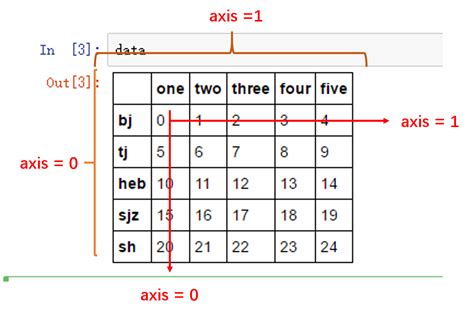 axis =1
In [3]: data
Out[3]:
one two three four five
bj 0 1 2 3 4
axis = 1
tj 5 6 7 8 9
axis = 0
heb 10 11 12 13 14
sjz 15 16 17 18 19
sh 20 21 22 23 24
axis = 0